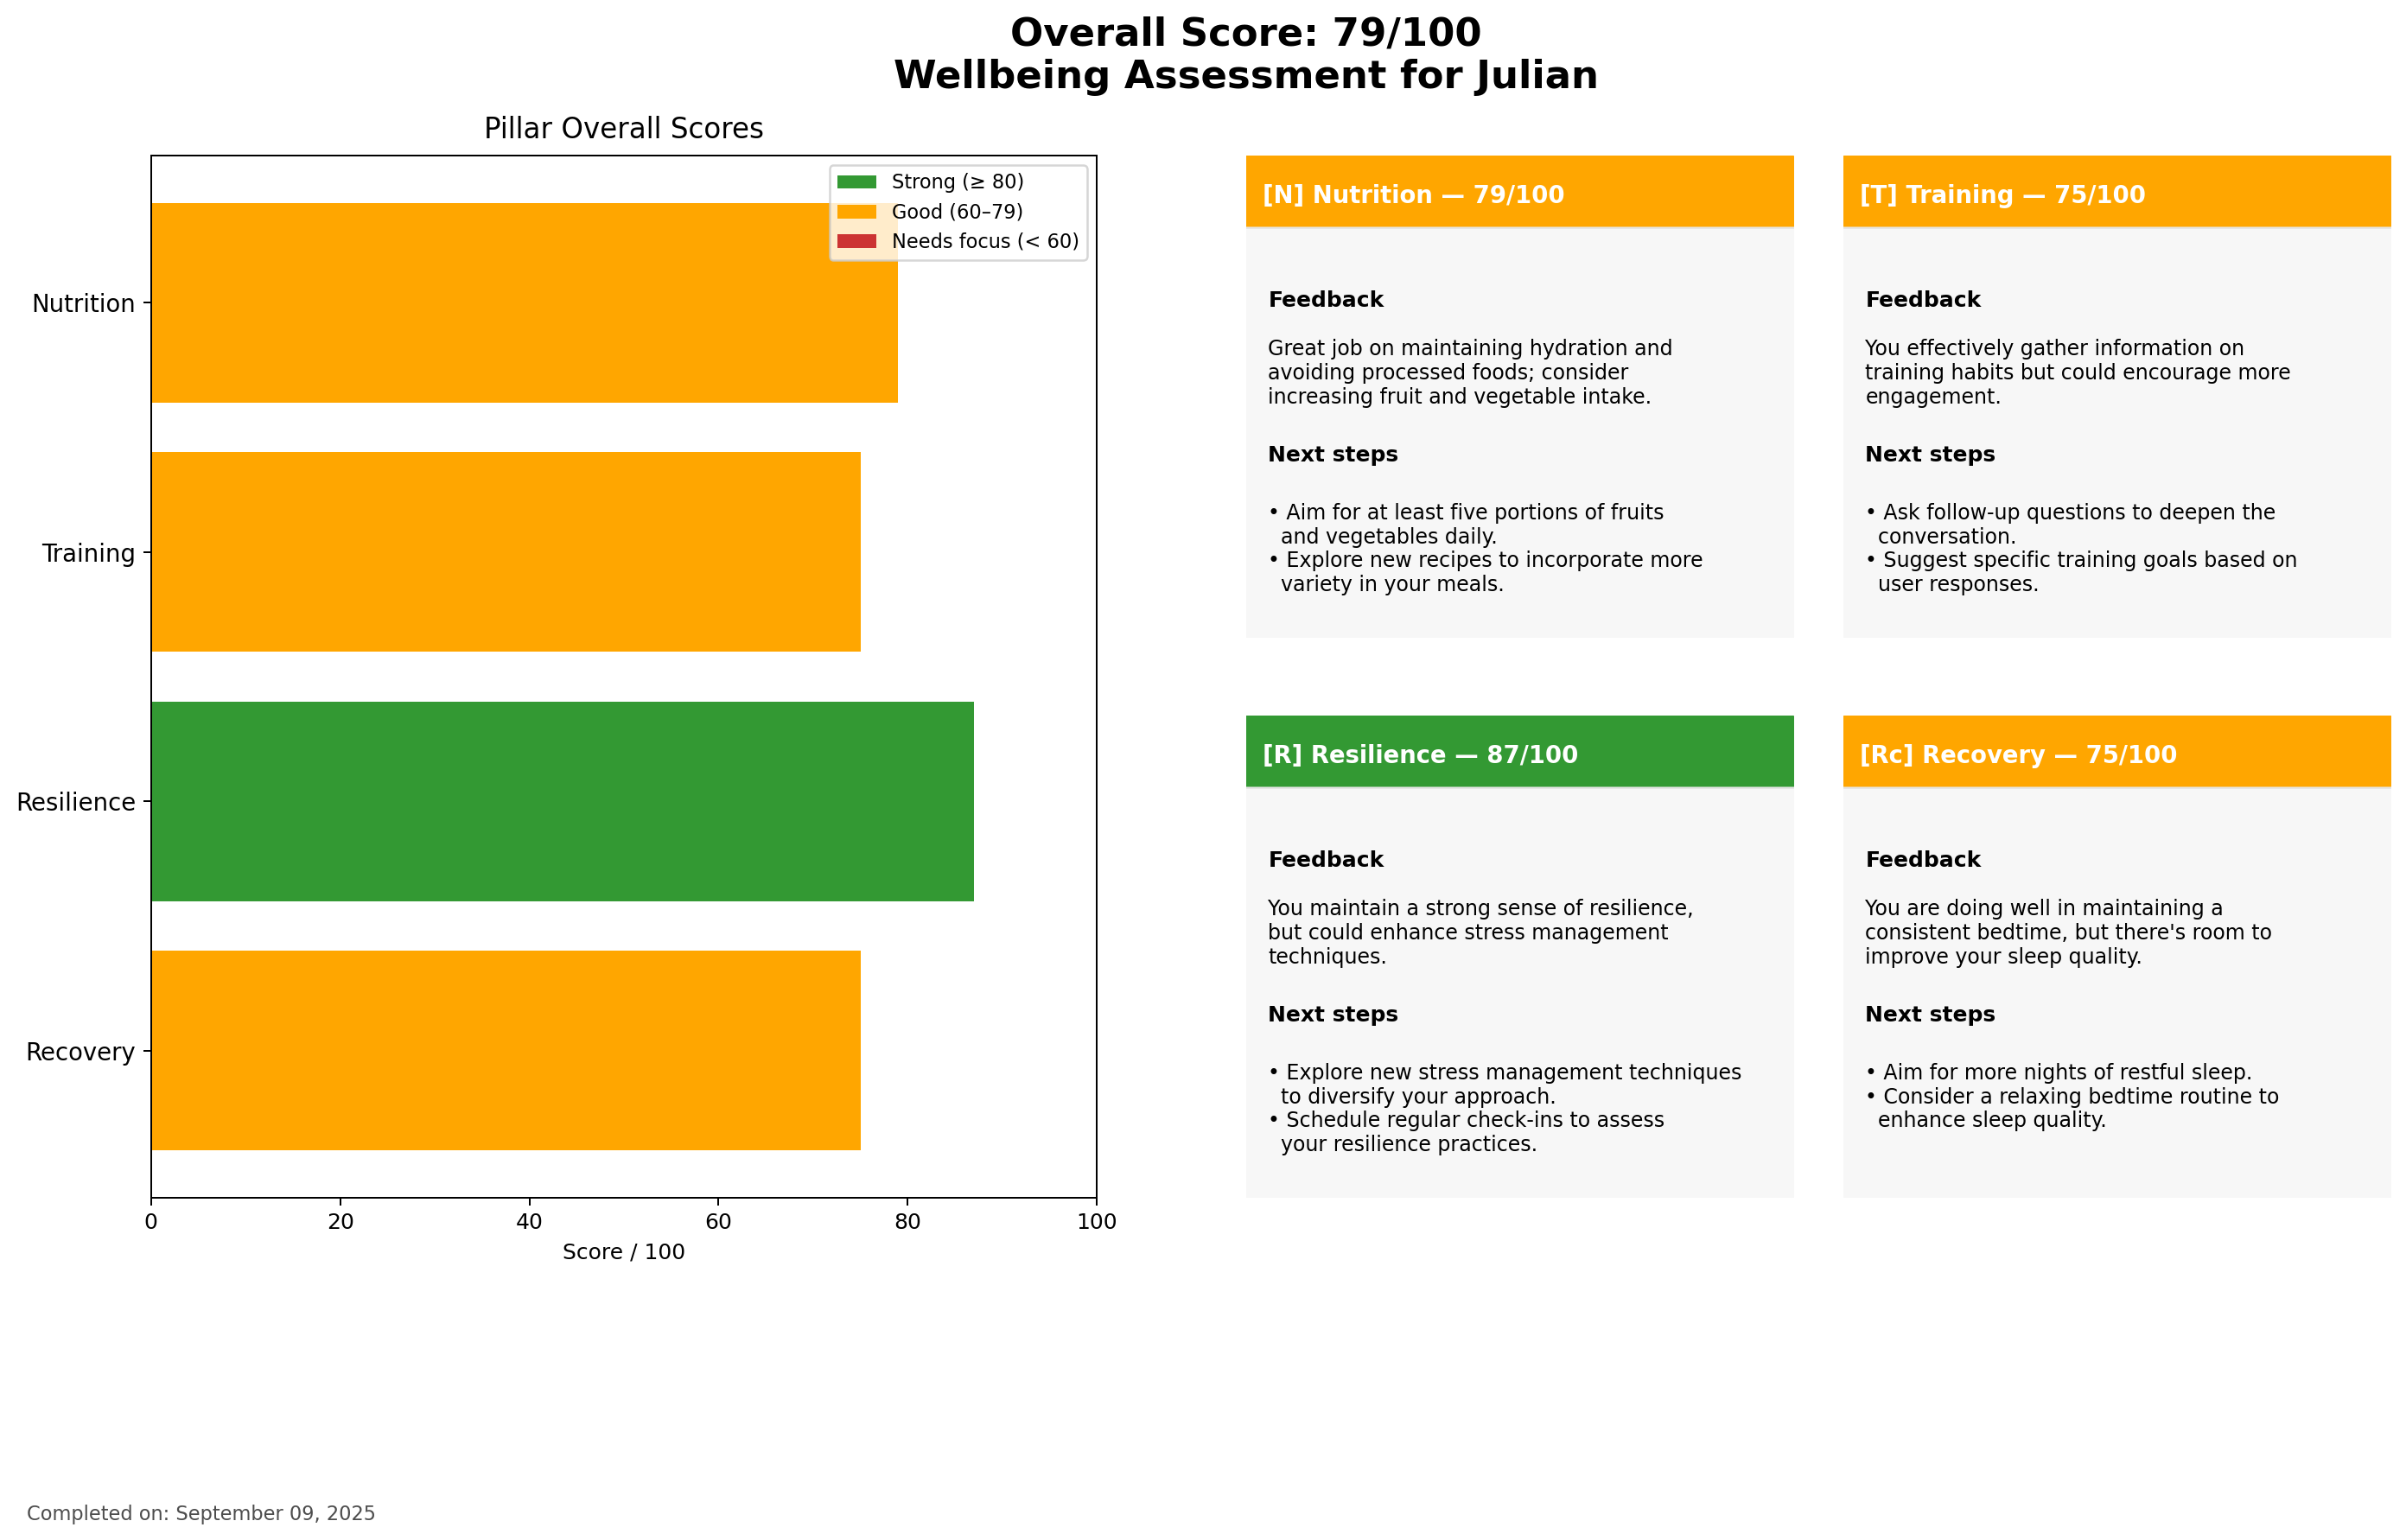 Overall Score: 79/100
Wellbeing Assessment for Julian
Pillar Overall Scores
Strong (≥ 80)
Good (60–79)
Needs focus (< 60)
Nutrition
Training
Resilience
Recovery
0 20 40 60 80 100
Score / 100
[N] Nutrition — 79/100
Feedback
Great job on maintaining hydration and
avoiding processed foods; consider
increasing fruit and vegetable intake.
Next steps
• Aim for at least five portions of fruits
and vegetables daily.
• Explore new recipes to incorporate more
variety in your meals.
[T] Training — 75/100
Feedback
You effectively gather information on
training habits but could encourage more
engagement.
Next steps
• Ask follow-up questions to deepen the
conversation.
• Suggest specific training goals based on
user responses.
[R] Resilience — 87/100
Feedback
You maintain a strong sense of resilience,
but could enhance stress management
techniques.
Next steps
• Explore new stress management techniques
to diversify your approach.
• Schedule regular check-ins to assess
your resilience practices.
[Rc] Recovery — 75/100
Feedback
You are doing well in maintaining a
consistent bedtime, but there's room to
improve your sleep quality.
Next steps
• Aim for more nights of restful sleep.
• Consider a relaxing bedtime routine to
enhance sleep quality.
Completed on: September 09, 2025